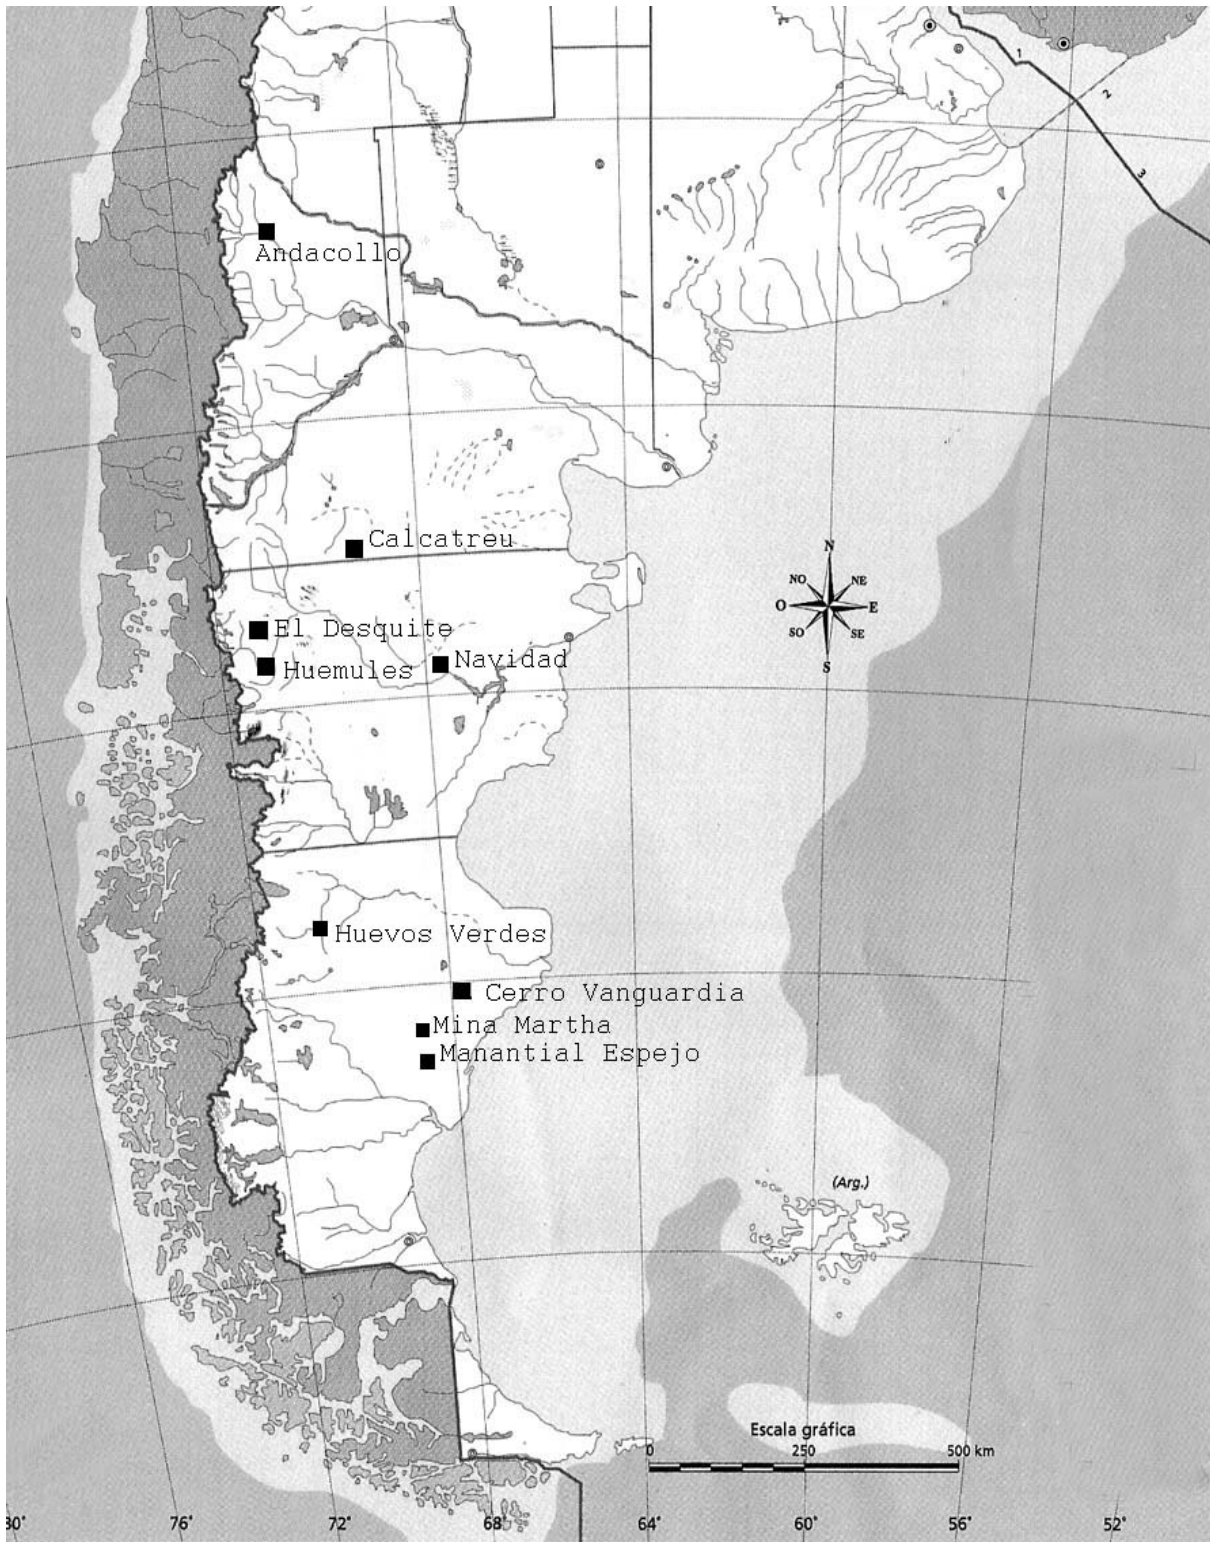 1
2
3
Andacollo
Calcatreu
N
NO NE
O E
SO SE
S
El Desquite
Huemules
Navidad
Huevos Verdes
Cerro Vanguardia
Mina Martha
Manantial Espejo
(Arg.)
Escala gráfica
0 250 500 km
80° 76° 72° 68° 64° 60° 56° 52°